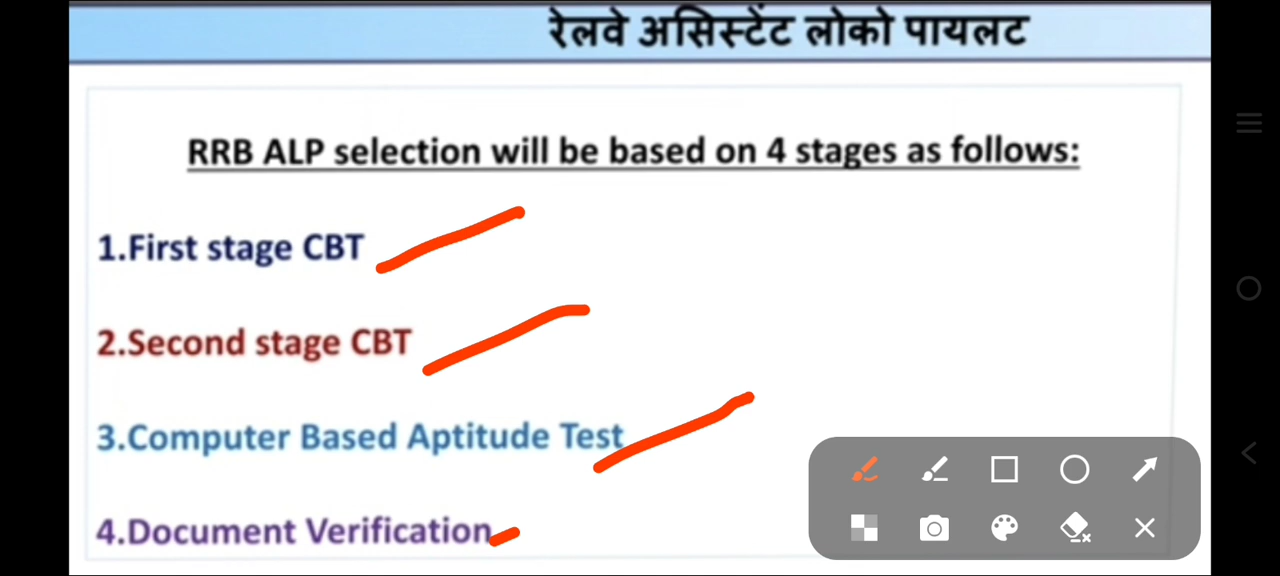 रेलवे असिस्टेंट लोको पायलट
RRB ALP selection will be based on 4 stages as follows:
1.First stage CBT
2.Second stage CBT
3.Computer Based Aptitude Test
4.Document Verification